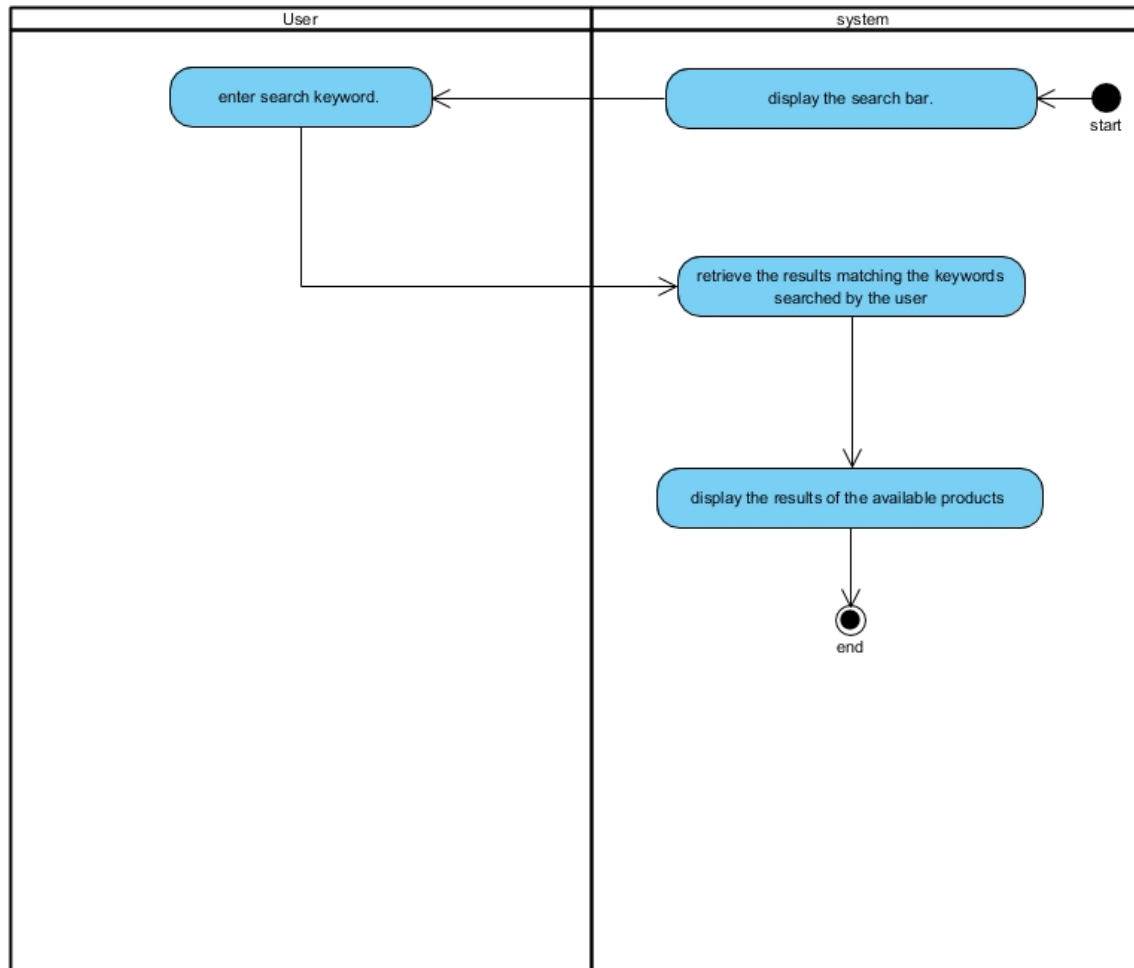 User
system
enter search keyword.
display the search bar.
start
retrieve the results matching the keywords
searched by the user
display the results of the available products
end